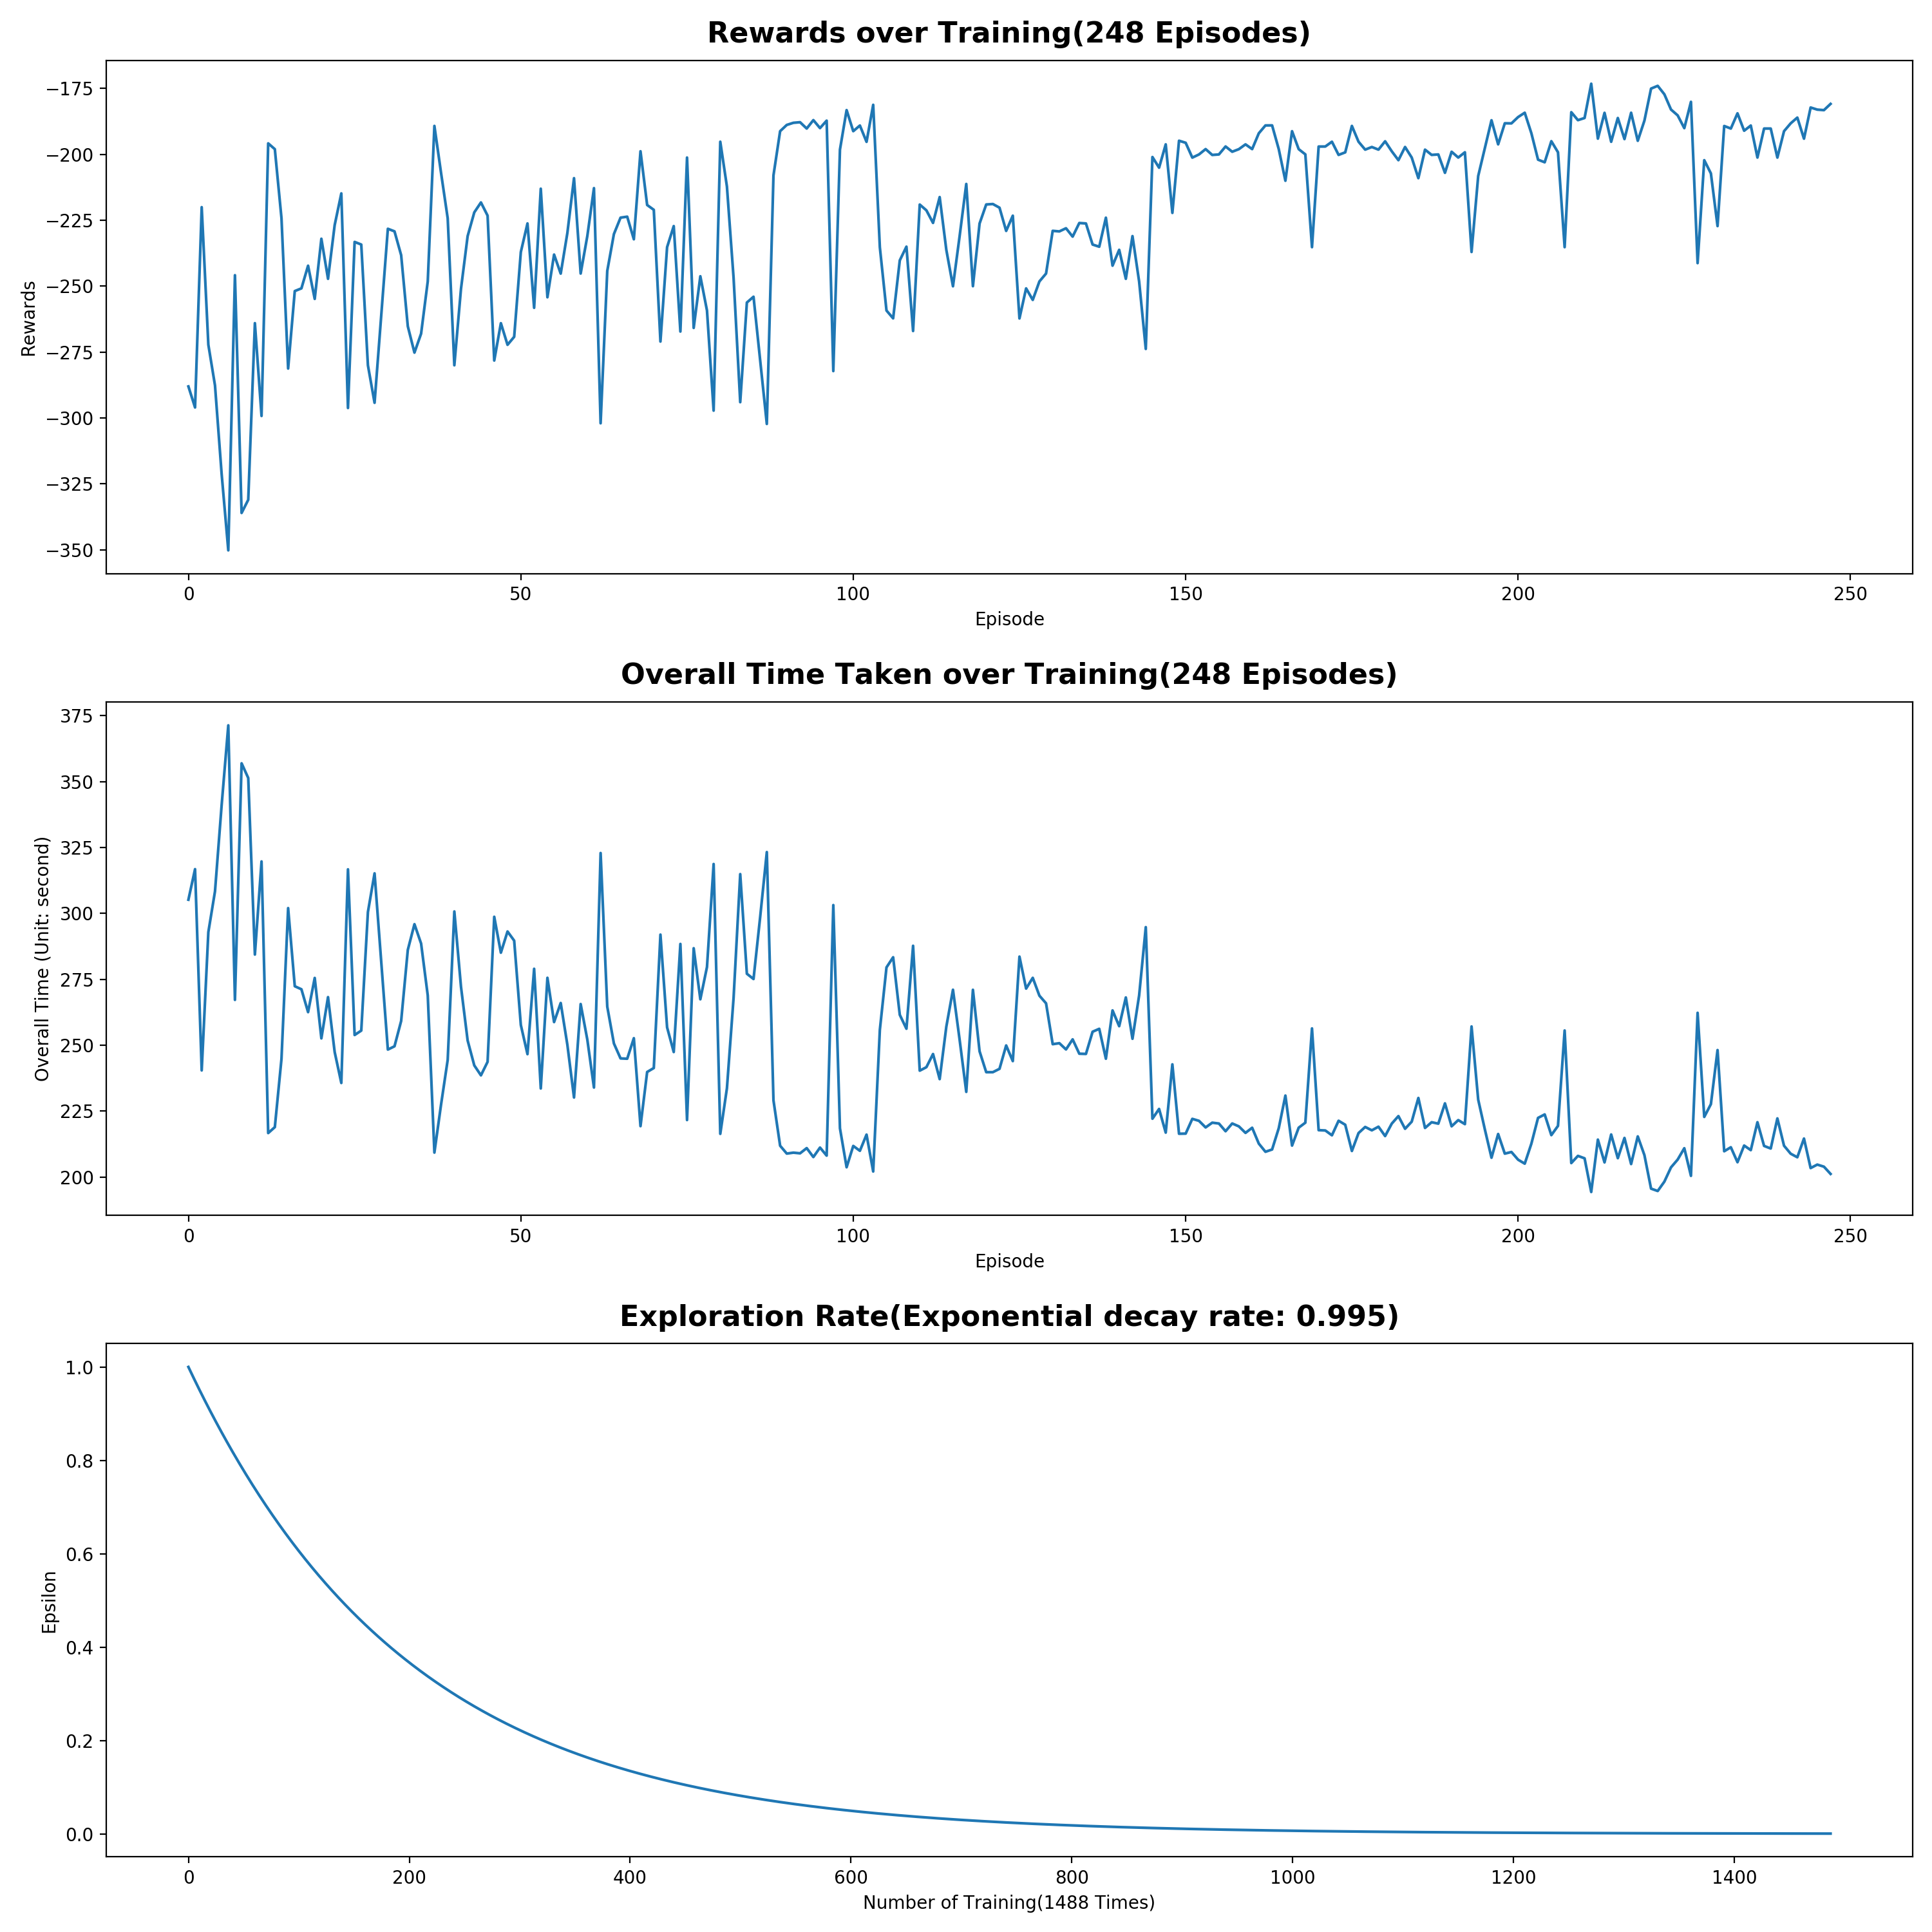 Rewards over Training(248 Episodes)
−175
−200
−225
−250
−275
−300
−325
−350
Rewards
0 50 100 150 200 250
Episode
Overall Time Taken over Training(248 Episodes)
375
350
325
300
275
250
225
200
Overall Time (Unit: second)
0 50 100 150 200 250
Episode
Exploration Rate(Exponential decay rate: 0.995)
1.0
0.8
0.6
0.4
0.2
0.0
Epsilon
0 200 400 600 800 1000 1200 1400
Number of Training(1488 Times)